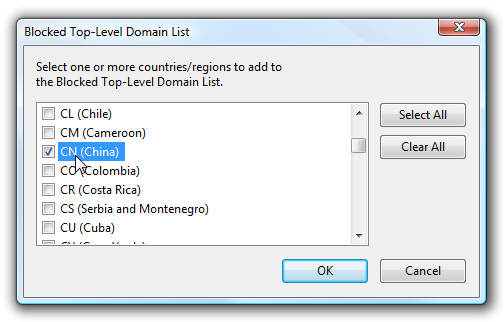 Blocked Top-Level Domain List
Select one or more countries/regions to add to
the Blocked Top-Level Domain List.
CL (Chile)
CM (Cameroon)
CN (China)
CO (Colombia)
CR (Costa Rica)
CS (Serbia and Montenegro)
CU (Cuba)
Select All
Clear All
OK
Cancel